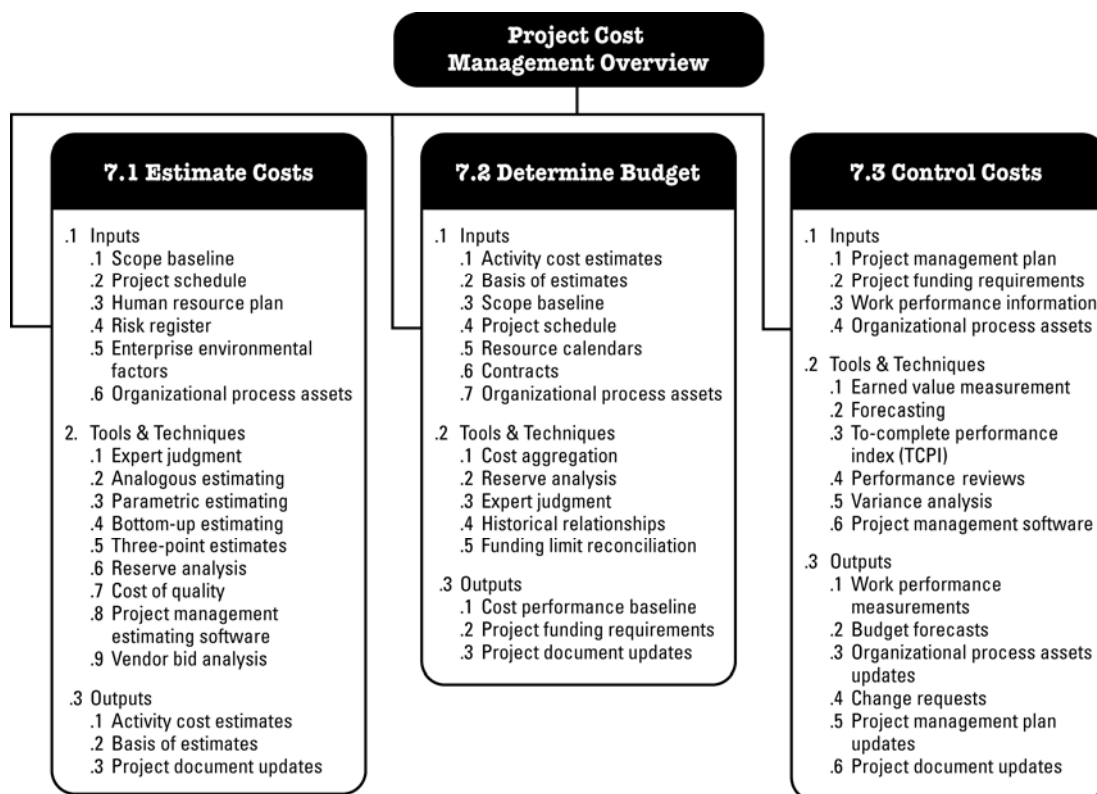 Project Cost
Management Overview
7.1 Estimate Costs
.1 Inputs
.1 Scope baseline
.2 Project schedule
.3 Human resource plan
.4 Risk register
.5 Enterprise environmental
factors
.6 Organizational process assets
2. Tools & Techniques
.1 Expert judgment
.2 Analogous estimating
.3 Parametric estimating
.4 Bottom-up estimating
.5 Three-point estimates
.6 Reserve analysis
.7 Cost of quality
.8 Project management
estimating software
.9 Vendor bid analysis
.3 Outputs
.1 Activity cost estimates
.2 Basis of estimates
.3 Project document updates
7.2 Determine Budget
.1 Inputs
.1 Activity cost estimates
.2 Basis of estimates
.3 Scope baseline
.4 Project schedule
.5 Resource calendars
.6 Contracts
.7 Organizational process assets
.2 Tools & Techniques
.1 Cost aggregation
.2 Reserve analysis
.3 Expert judgment
.4 Historical relationships
.5 Funding limit reconciliation
.3 Outputs
.1 Cost performance baseline
.2 Project funding requirements
.3 Project document updates
7.3 Control Costs
.1 Inputs
.1 Project management plan
.2 Project funding requirements
.3 Work performance information
.4 Organizational process assets
.2 Tools & Techniques
.1 Earned value measurement
.2 Forecasting
.3 To-complete performance
index (TCPI)
.4 Performance reviews
.5 Variance analysis
.6 Project management software
.3 Outputs
.1 Work performance
measurements
.2 Budget forecasts
.3 Organizational process assets
updates
.4 Change requests
.5 Project management plan
updates
.6 Project document updates